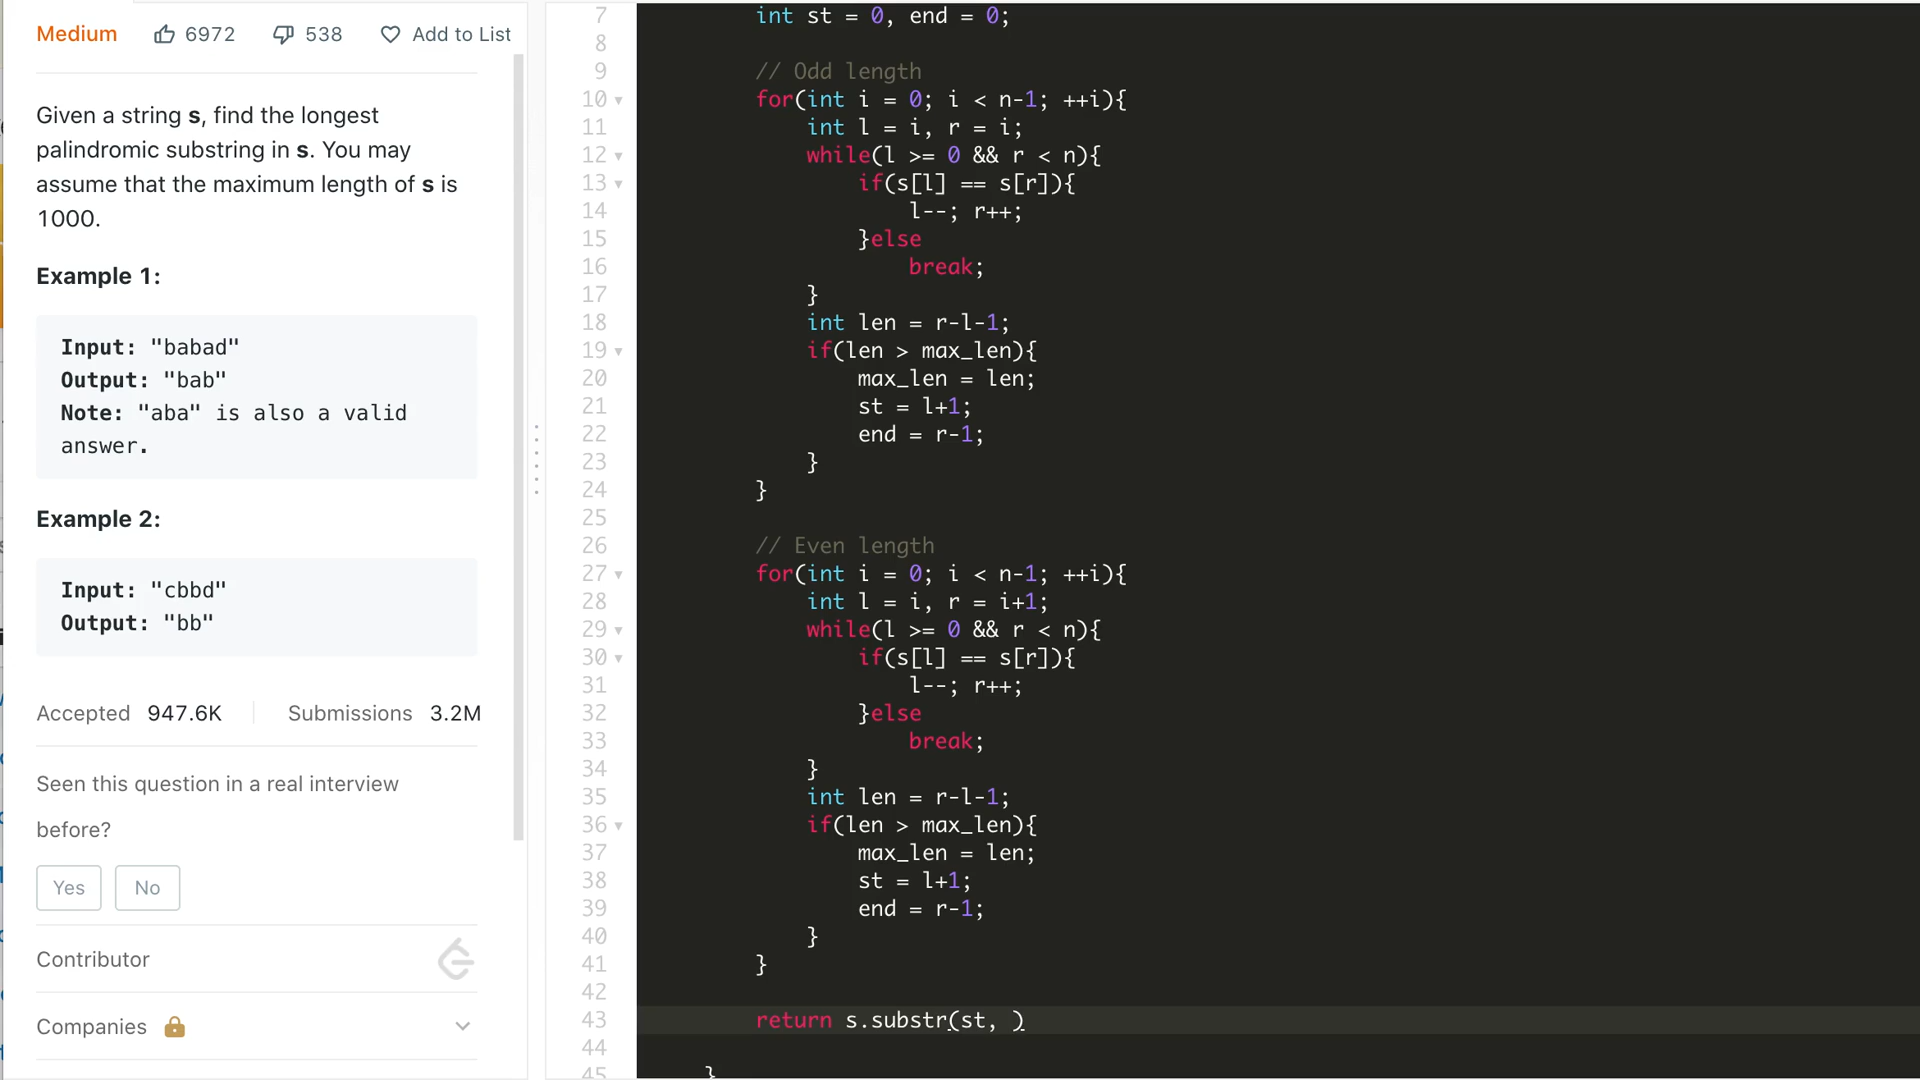 Medium 6972 538 Add to List
Given a string s, find the longest
palindromic substring in s. You may
assume that the maximum length of s is
1000.
Example 1:
Input: "babad"
Output: "bab"
Note: "aba" is also a valid
answer.
Example 2:
Input: "cbbd"
Output: "bb"
Accepted 947.6K Submissions 3.2M
Seen this question in a real interview
before?
Yes No
Contributor
Companies
7 int st = 0, end = 0;
8
9 // Odd length
10 for(int i = 0; i < n-1; ++i){
11 int l = i, r = i;
12 while(l >= 0 && r < n){
13 if(s[l] == s[r]){
14 l--; r++;
15 }else
16 break;
17 }
18 int len = r-l-1;
19 if(len > max_len){
20 max_len = len;
21 st = l+1;
22 end = r-1;
23 }
24 }
25
26 // Even length
27 for(int i = 0; i < n-1; ++i){
28 int l = i, r = i+1;
29 while(l >= 0 && r < n){
30 if(s[l] == s[r]){
31 l--; r++;
32 }else
33 break;
34 }
35 int len = r-l-1;
36 if(len > max_len){
37 max_len = len;
38 st = l+1;
39 end = r-1;
40 }
41 }
42
43 return s.substr(st, )
44
45 }